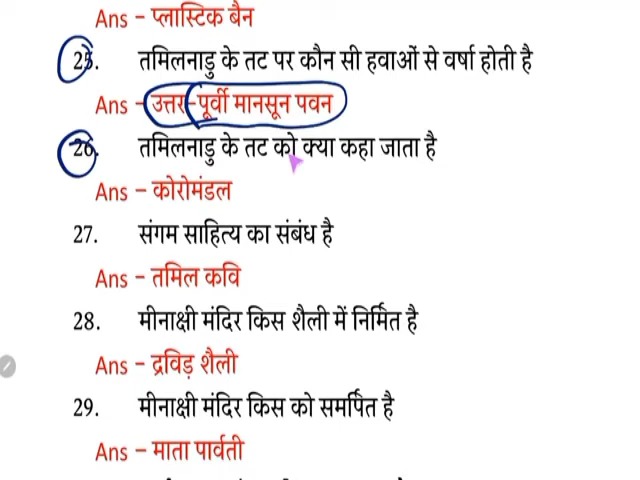 Ans – प्लास्टिक बैन
25. तमिलनाडु के तट पर कौन सी हवाओं से वर्षा होती है
Ans – उत्तर-पूर्वी मानसून पवन
26. तमिलनाडु के तट को क्या कहा जाता है
Ans – कोरोमंडल
27. संगम साहित्य का संबंध है
Ans – तमिल कवि
28. मीनाक्षी मंदिर किस शैली में निर्मित है
Ans – द्रविड़ शैली
29. मीनाक्षी मंदिर किस को समर्पित है
Ans – माता पार्वती